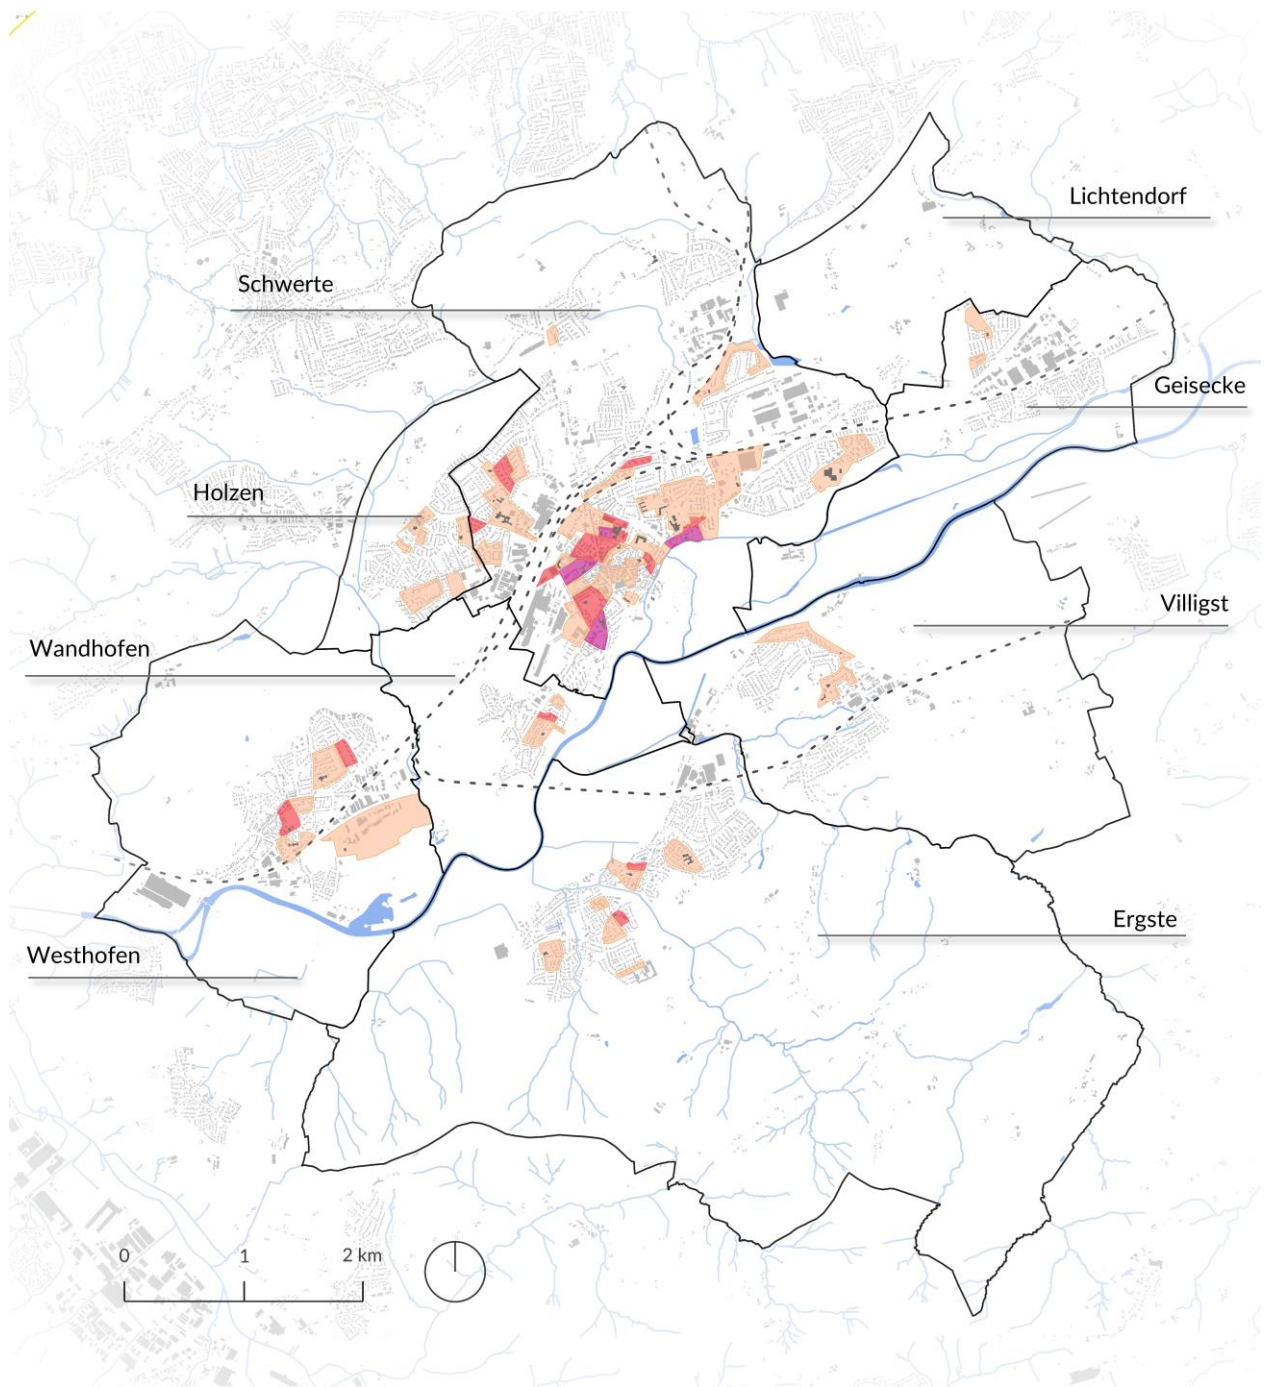 Lichtendorf
Schwerte
Geisecke
Holzen
Villigst
Wandhofen
Ergste
Westhofen
0 1 2 km